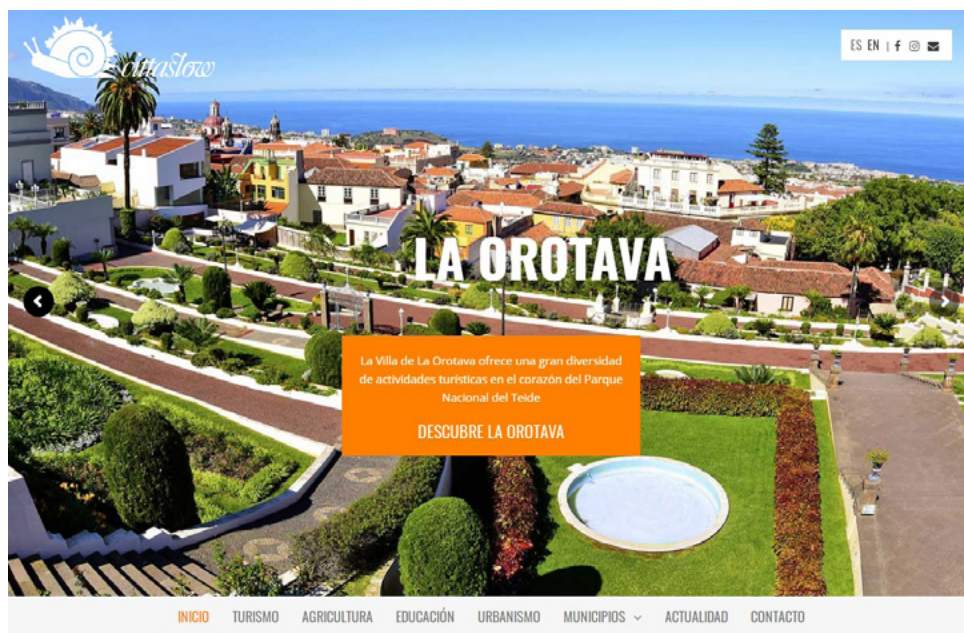 cittaslow
ES EN |
LA OROTAVA
La Villa de La Orotava ofrece una gran diversidad
de actividades turísticas en el corazón del Parque
Nacional del Teide
DESCUBRE LA OROTAVA
INICIO TURISMO AGRICULTURA EDUCACIÓN URBANISMO MUNICIPIOS ACTUALIDAD CONTACTO